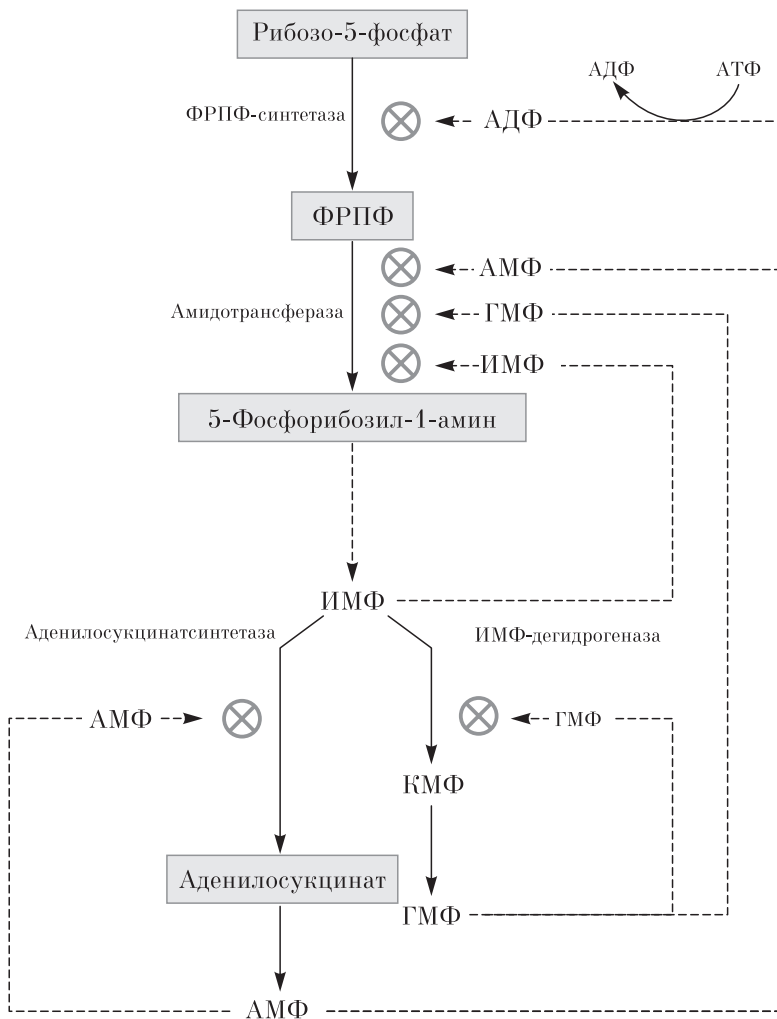 Рибозо-5-фосфат
АДФ АТФ
ФРПФ-синтетаза
АДФ
ФРПФ
АМФ
Амидотрансфераза
ГМФ
ИМФ
5-Фосфорибозил-1-амин
ИМФ
Аденилосукцинатсинтетаза
ИМФ-дегидрогеназа
АМФ
ГМФ
КМФ
Аденилосукцинат
ГМФ
АМФ